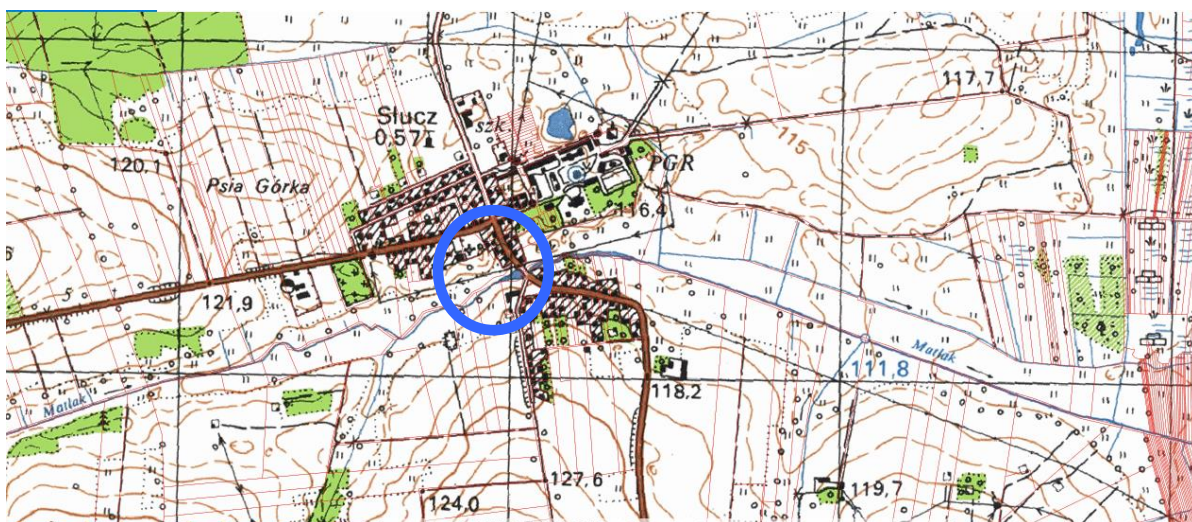 117,7
Słucz
0,57
szk.
115
120,1
PGR
Psia Górka
116,4
121,9
Matlak
111,8
118,2
Matlak
127,6
119,7
124,0